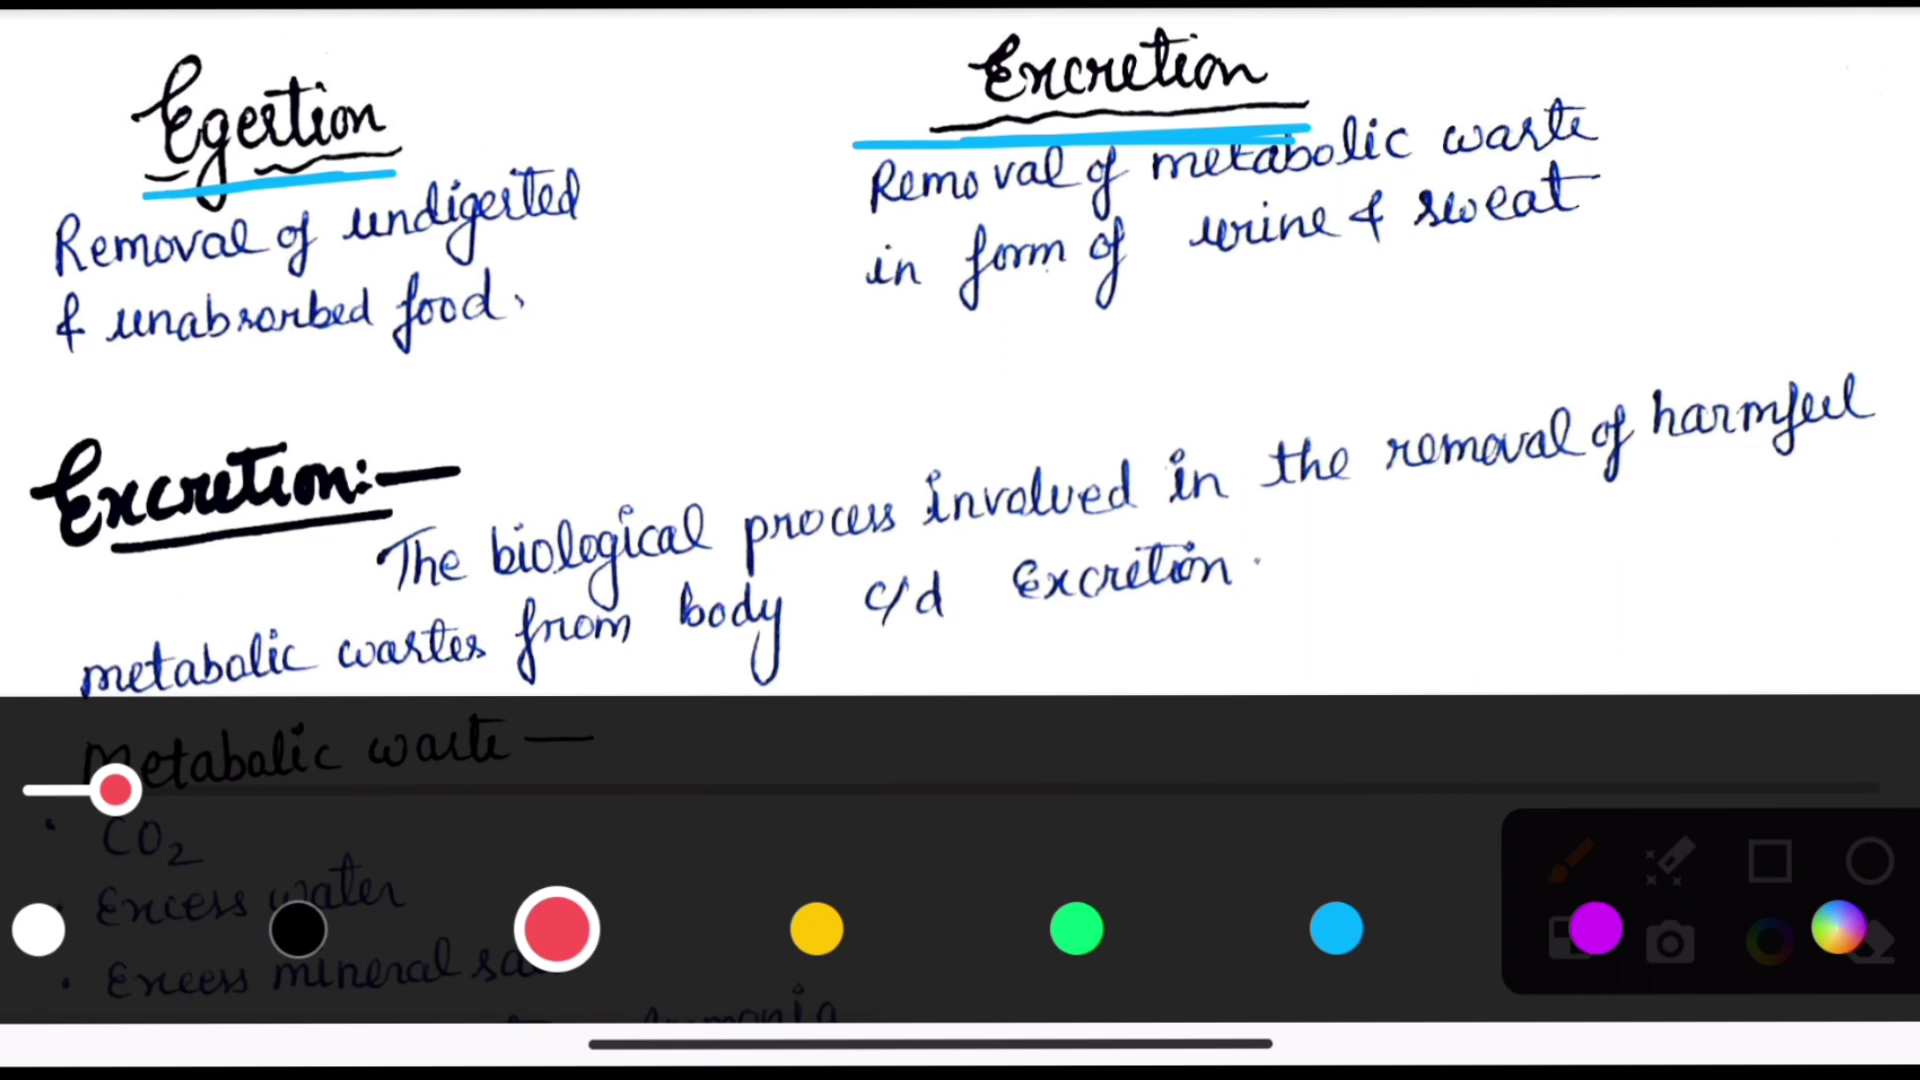 Egestion
Removal of undigested
& unabsorbed food.
Excretion
Removal of metabolic waste
in form of urine & sweat
Excretion:—
The biological process involved in the removal of harmful
metabolic wastes from body c/d Excretion.
Metabolic waste —
• CO2
• Excess water
• Excess mineral
Ammonia